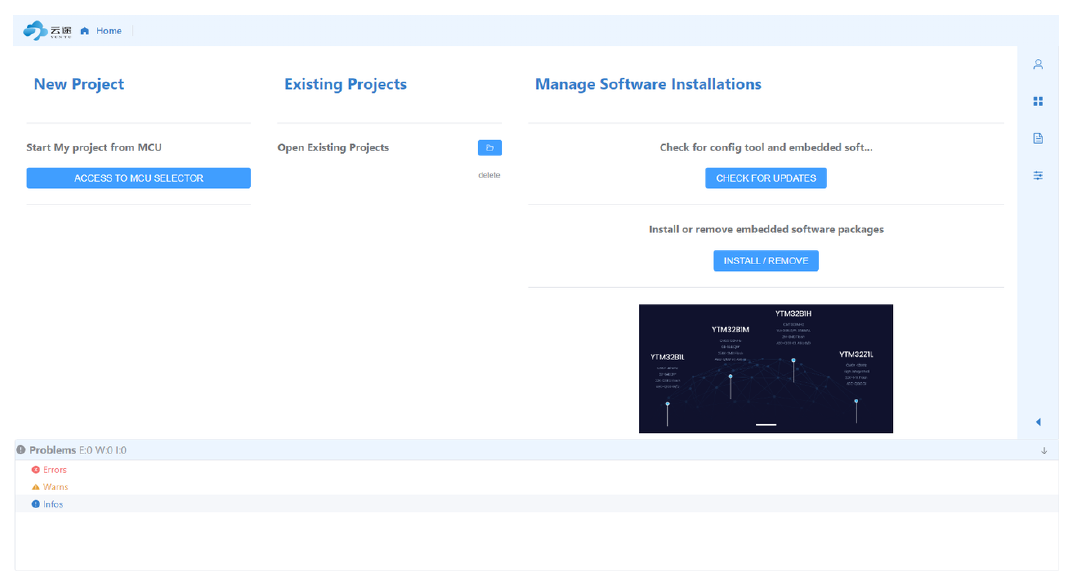 云途
YUNTU
Home
New Project
Existing Projects
Manage Software Installations
Start My project from MCU
ACCESS TO MCU SELECTOR
Open Existing Projects
delete
Check for config tool and embedded soft...
CHECK FOR UPDATES
Install or remove embedded software packages
INSTALL / REMOVE
YTM32B1H
YTM32B1M
YTM32B1L
YTM32Z1L
Problems E:0 W:0 I:0
Errors
Warns
Infos